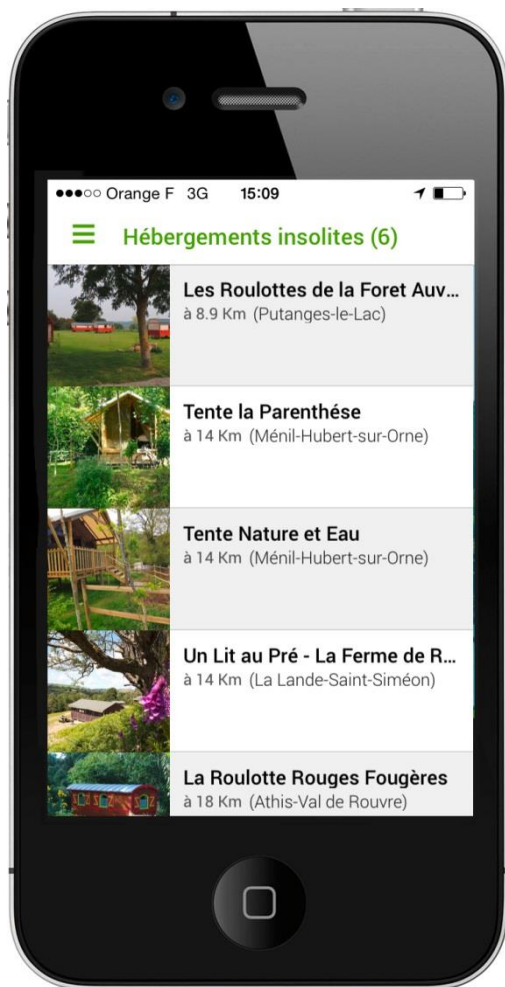 Orange F 3G 15:09
Hébergements insolites (6)
Les Roulottes de la Foret Auv...
à 8.9 Km (Putanges-le-Lac)
Tente la Parenthése
à 14 Km (Ménil-Hubert-sur-Orne)
Tente Nature et Eau
à 14 Km (Ménil-Hubert-sur-Orne)
Un Lit au Pré - La Ferme de R...
à 14 Km (La Lande-Saint-Siméon)
La Roulotte Rouges Fougères
à 18 Km (Athis-Val de Rouvre)